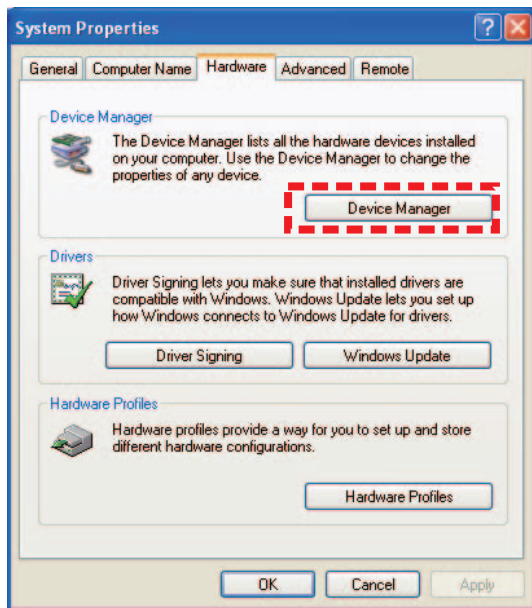 System Properties
General Computer Name Hardware Advanced Remote
Device Manager
The Device Manager lists all the hardware devices installed
on your computer. Use the Device Manager to change the
properties of any device.
Device Manager
Drivers
Driver Signing lets you make sure that installed drivers are
compatible with Windows. Windows Update lets you set up
how Windows connects to Windows Update for drivers.
Driver Signing Windows Update
Hardware Profiles
Hardware profiles provide a way for you to set up and store
different hardware configurations.
Hardware Profiles
OK Cancel Apply